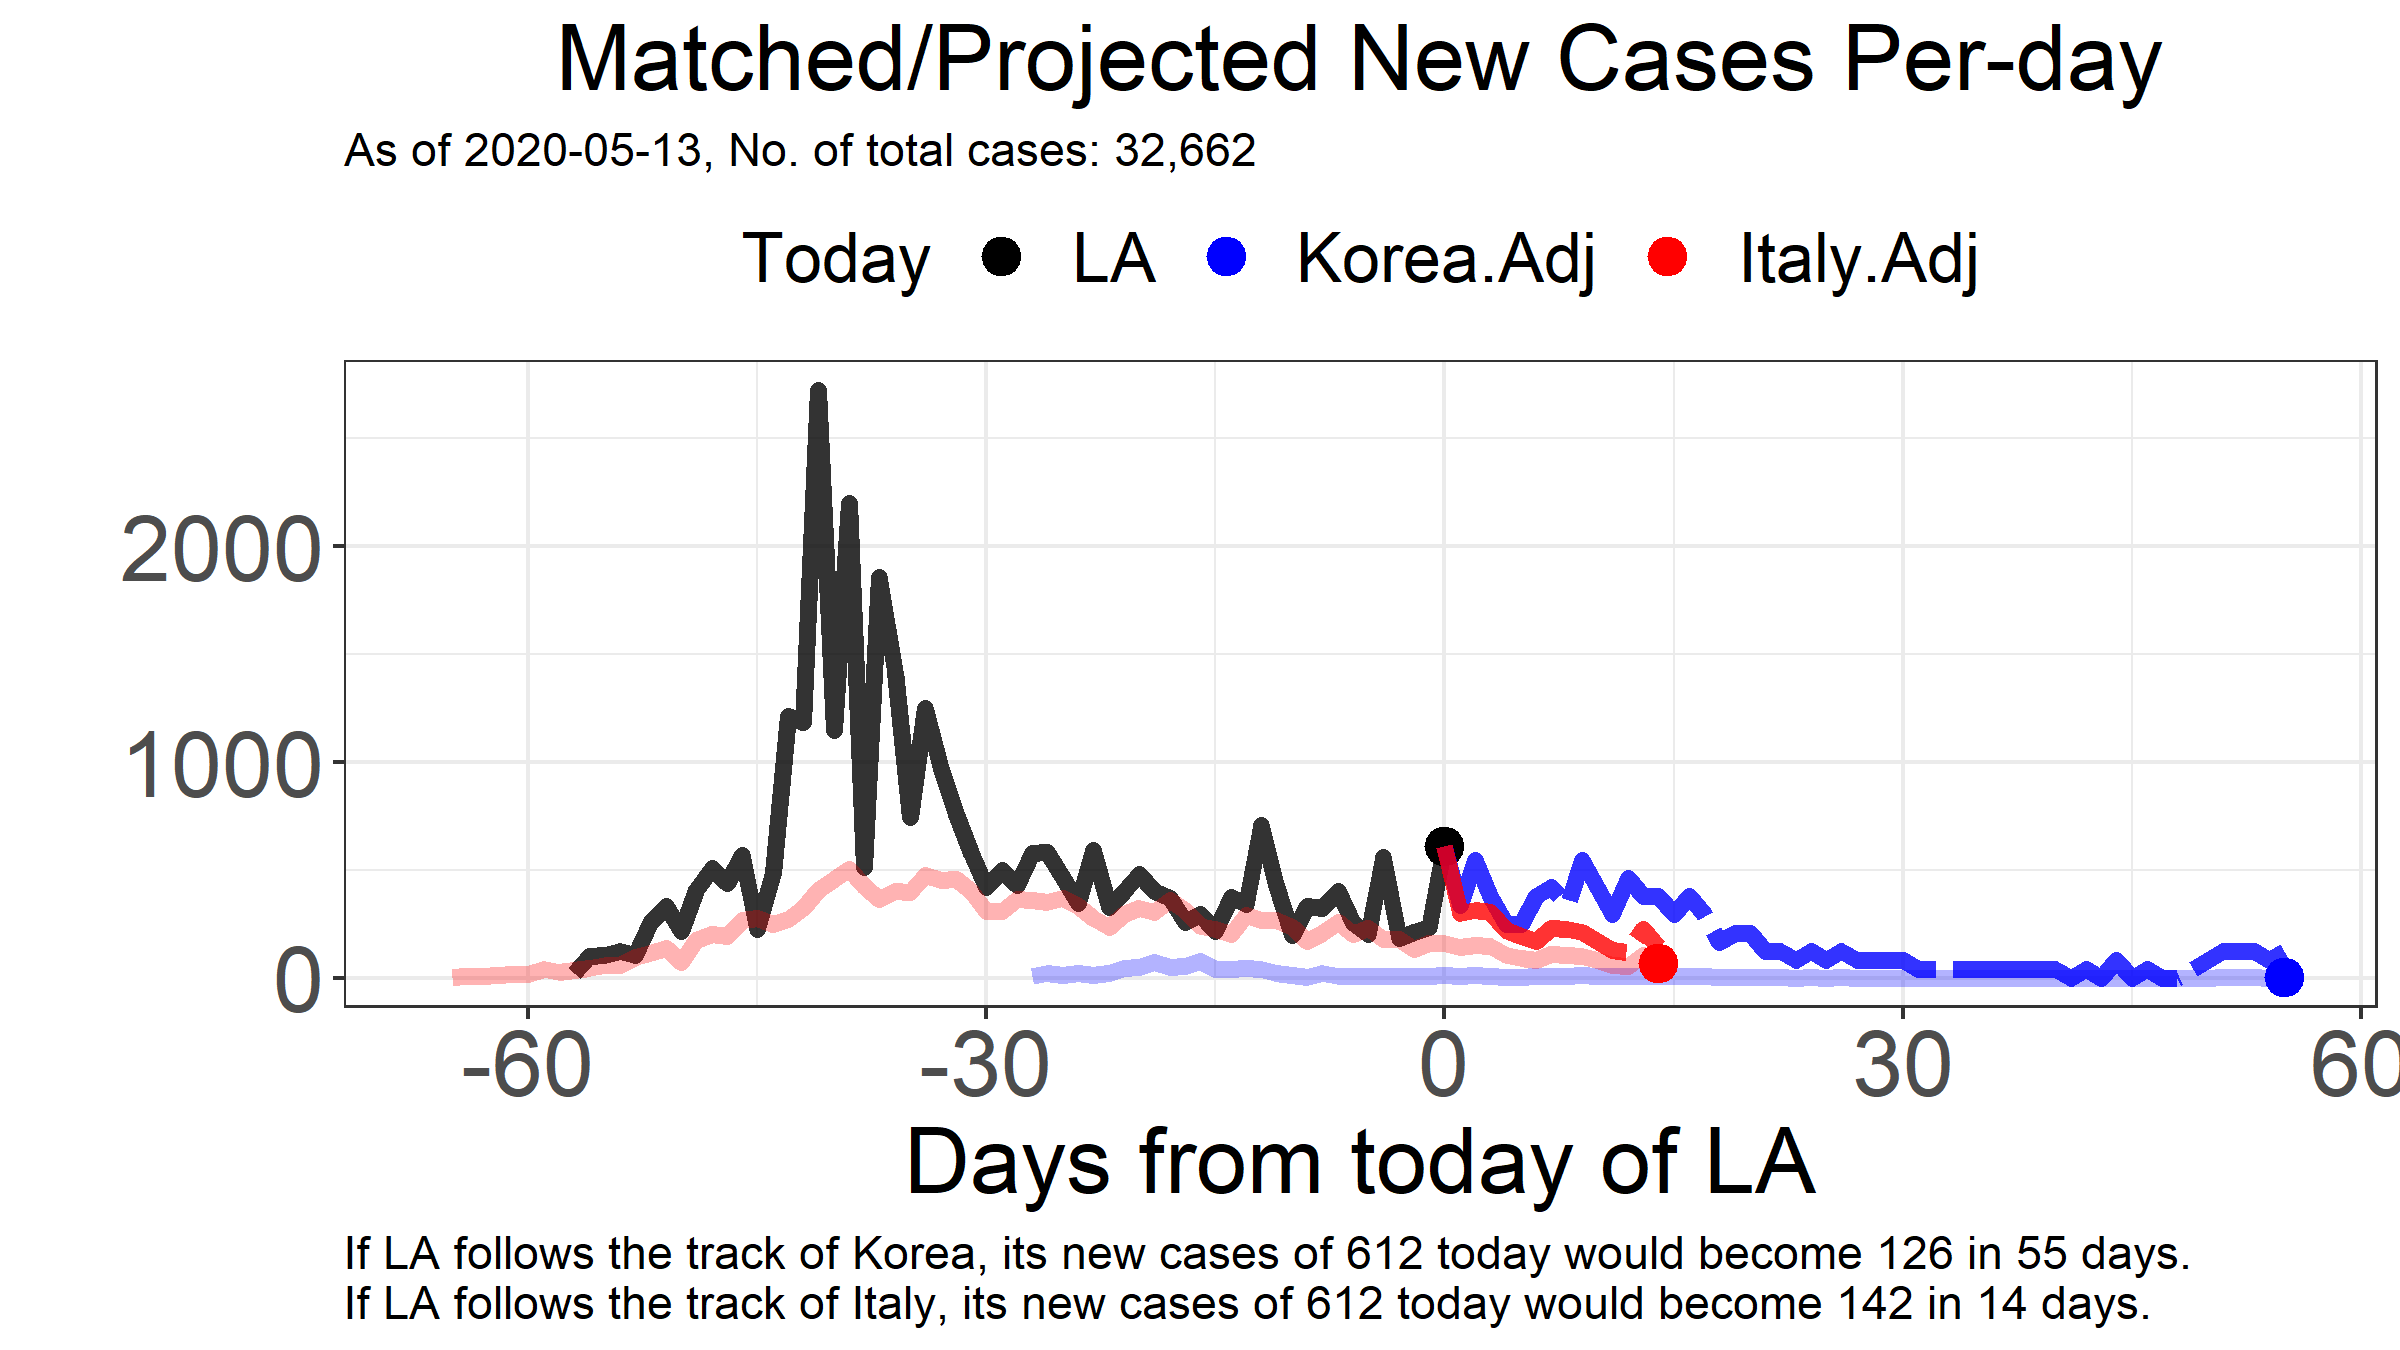 Matched/Projected New Cases Per-day
As of 2020-05-13, No. of total cases: 32,662
Today LA Korea.Adj Italy.Adj
2000
1000
0
-60 -30 0 30 60
Days from today of LA
If LA follows the track of Korea, its new cases of 612 today would become 126 in 55 days.
If LA follows the track of Italy, its new cases of 612 today would become 142 in 14 days.